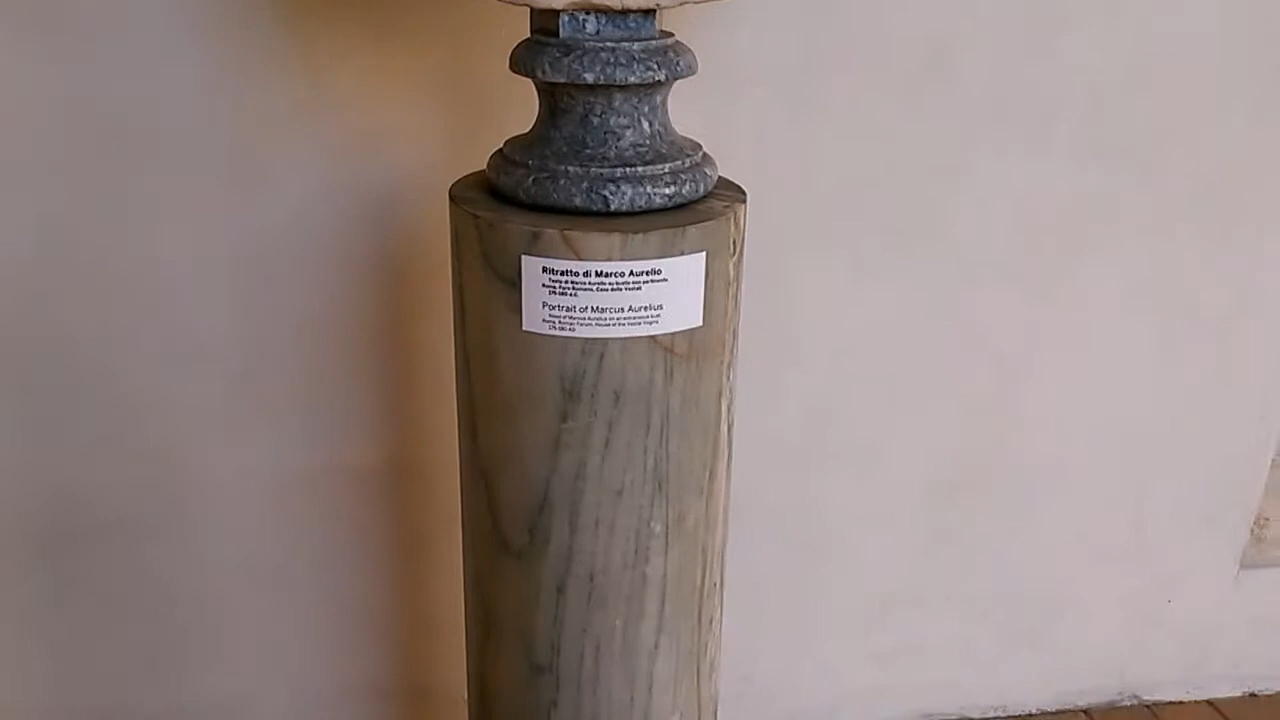 Ritratto di Marco Aurelio
Testa di Marco Aurelio su busto non pertinente.
Roma, Foro Romano, Casa delle Vestali
175-180 d.C.
Portrait of Marcus Aurelius
Head of Marcus Aurelius on an extraneous bust.
Rome, Roman Forum, House of the Vestal Virgins
175-180 AD